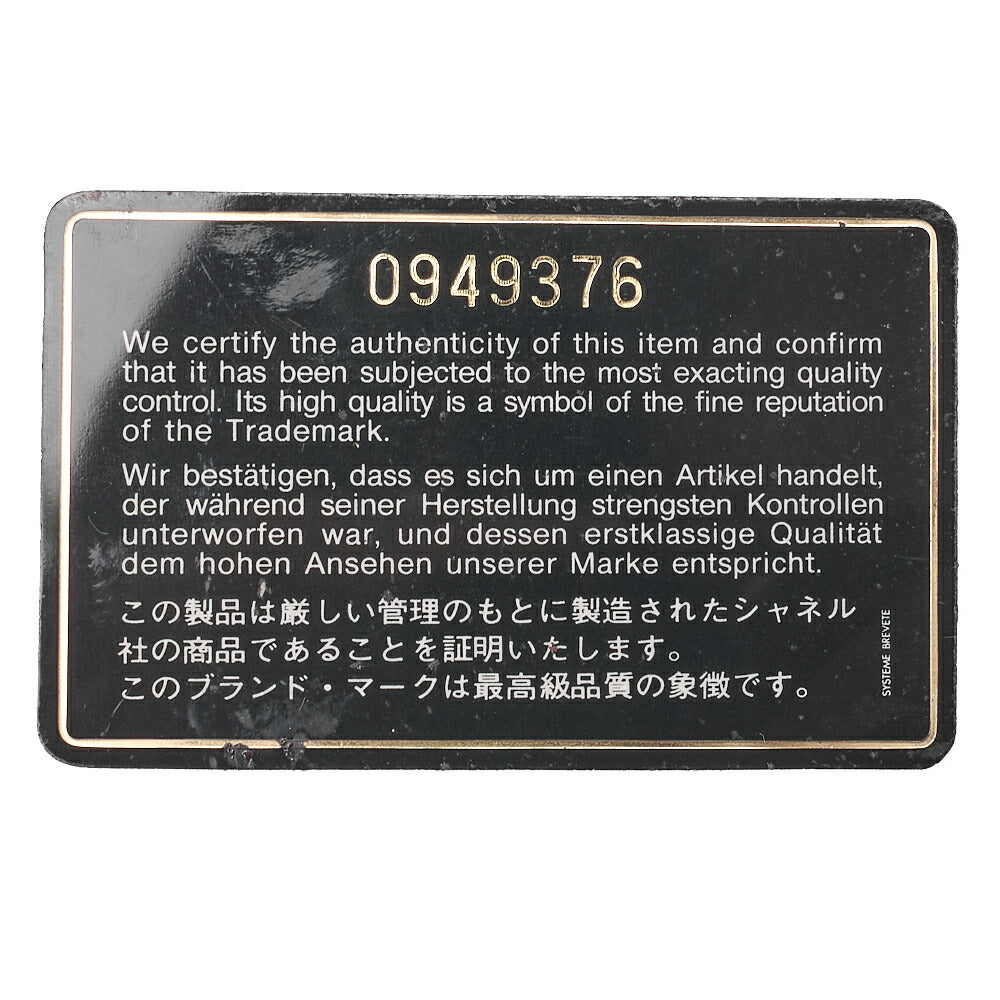 0949376
We certify the authenticity of this item and confirm
that it has been subjected to the most exacting quality
control. Its high quality is a symbol of the fine reputation
of the Trademark.
Wir bestätigen, dass es sich um einen Artikel handelt,
der während seiner Herstellung strengsten Kontrollen
unterworfen war, und dessen erstklassige Qualität
dem hohen Ansehen unserer Marke entspricht.
この製品は厳しい管理のもとに製造されたシャネル
社の商品であることを証明いたします。
このブランド・マークは最高級品質の象徴です。
SYSTEME BREVETE